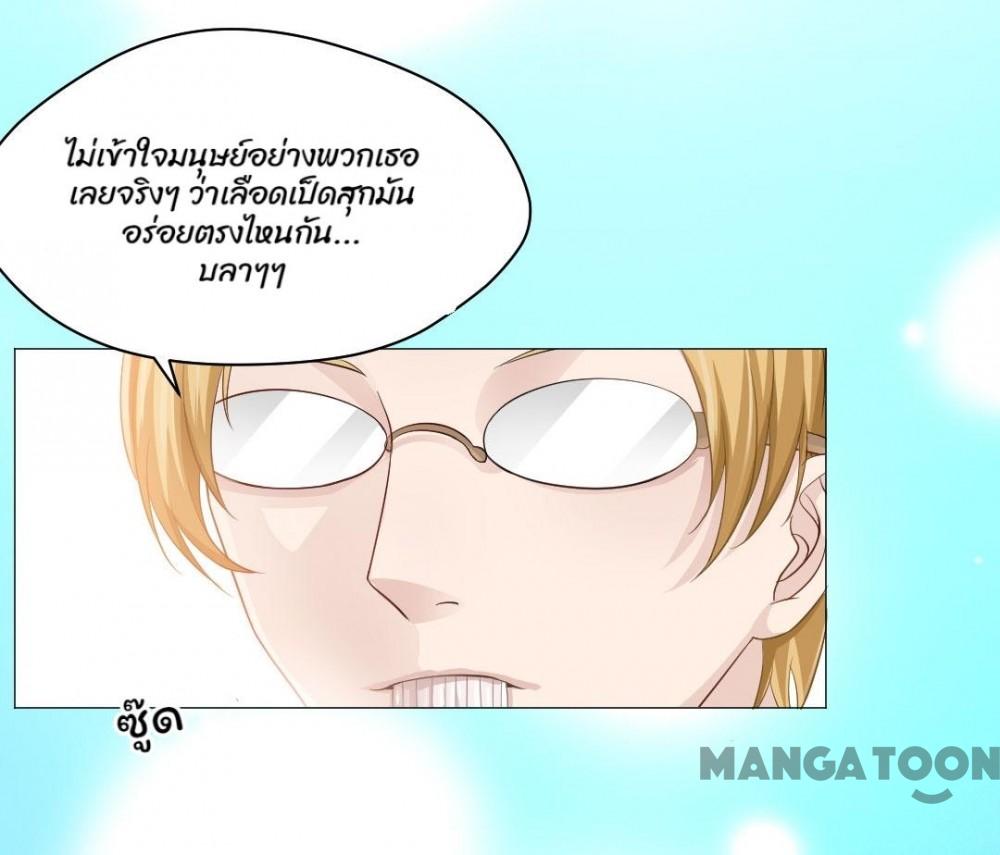 ไม่เข้าใจมนุษย์อย่างพวกเธอ
เลยจริงๆ ว่าเลือดเป็ดสุกมัน
อร่อยตรงไหนกัน...
บลาๆๆ
ซู๊ด
MANGATOON